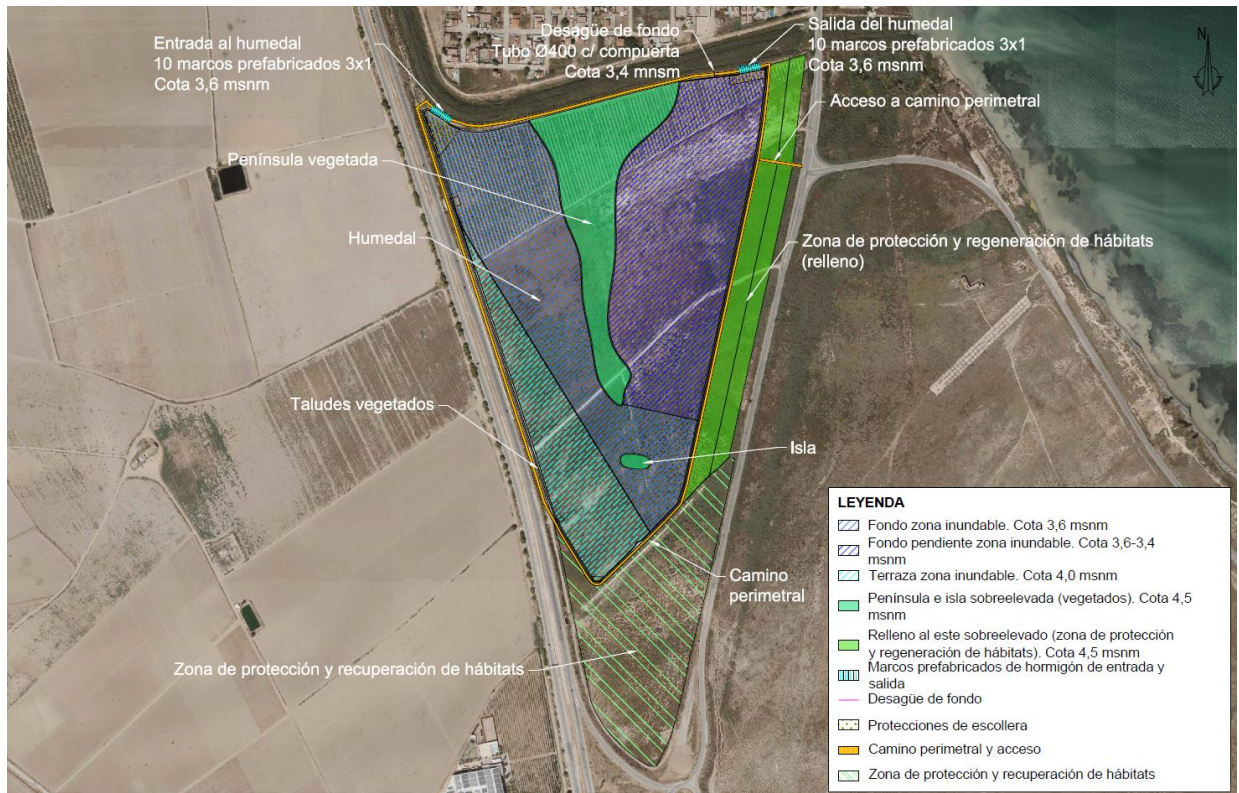 Entrada al humedal
10 marcos prefabricados 3x1
Cota 3,6 msnm
Desagüe de fondo
Tubo Ø400 c/ compuerta
Cota 3,4 mnsm
Salida del humedal
10 marcos prefabricados 3x1
Cota 3,6 msnm
N
Acceso a camino perimetral
Península vegetada
Humedal
Zona de protección y regeneración de hábitats
(relleno)
Taludes vegetados
Isla
Camino
perimetral
Zona de protección y recuperación de hábitats
LEYENDA
Fondo zona inundable. Cota 3,6 msnm
Fondo pendiente zona inundable. Cota 3,6-3,4
msnm
Terraza zona inundable. Cota 4,0 msnm
Península e isla sobreelevada (vegetados). Cota 4,5
msnm
Relleno al este sobreelevado (zona de protección
y regeneración de hábitats). Cota 4,5 msnm
Marcos prefabricados de hormigón de entrada y
salida
Desagüe de fondo
Protecciones de escollera
Camino perimetral y acceso
Zona de protección y recuperación de hábitats